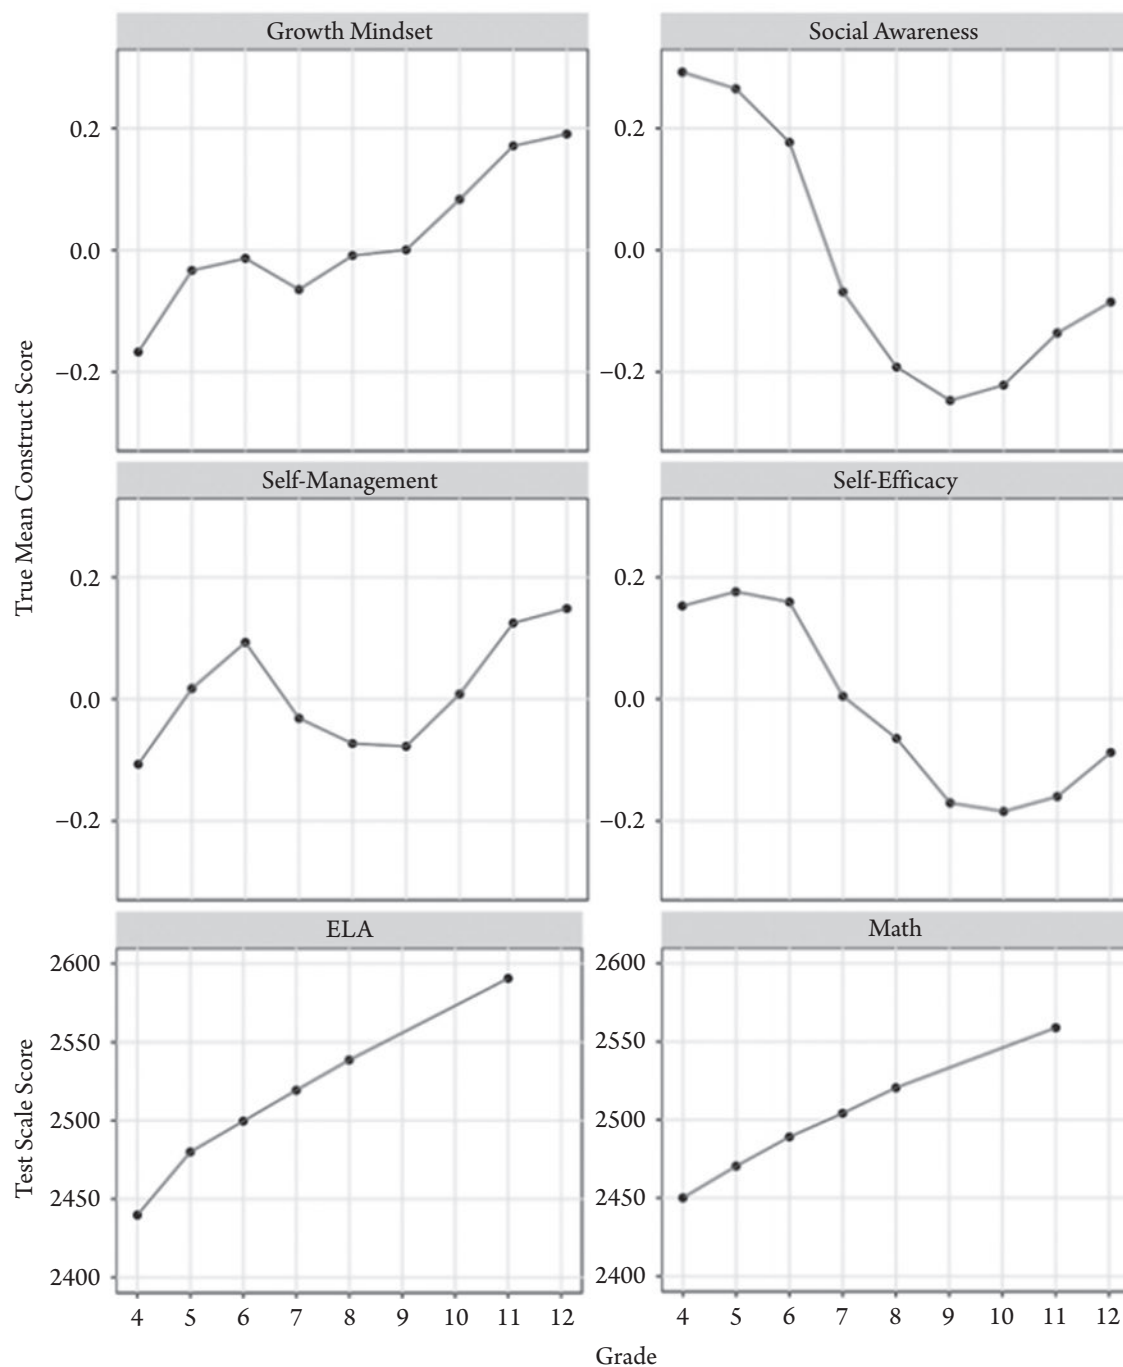 Growth Mindset
Social Awareness
0.2
0.0
−0.2
0.2
0.0
−0.2
True Mean Construct Score
Self-Management
Self-Efficacy
0.2
0.0
−0.2
0.2
0.0
−0.2
ELA
Math
Test Scale Score
2600
2550
2500
2450
2400
2600
2550
2500
2450
2400
4 5 6 7 8 9 10 11 12
4 5 6 7 8 9 10 11 12
Grade